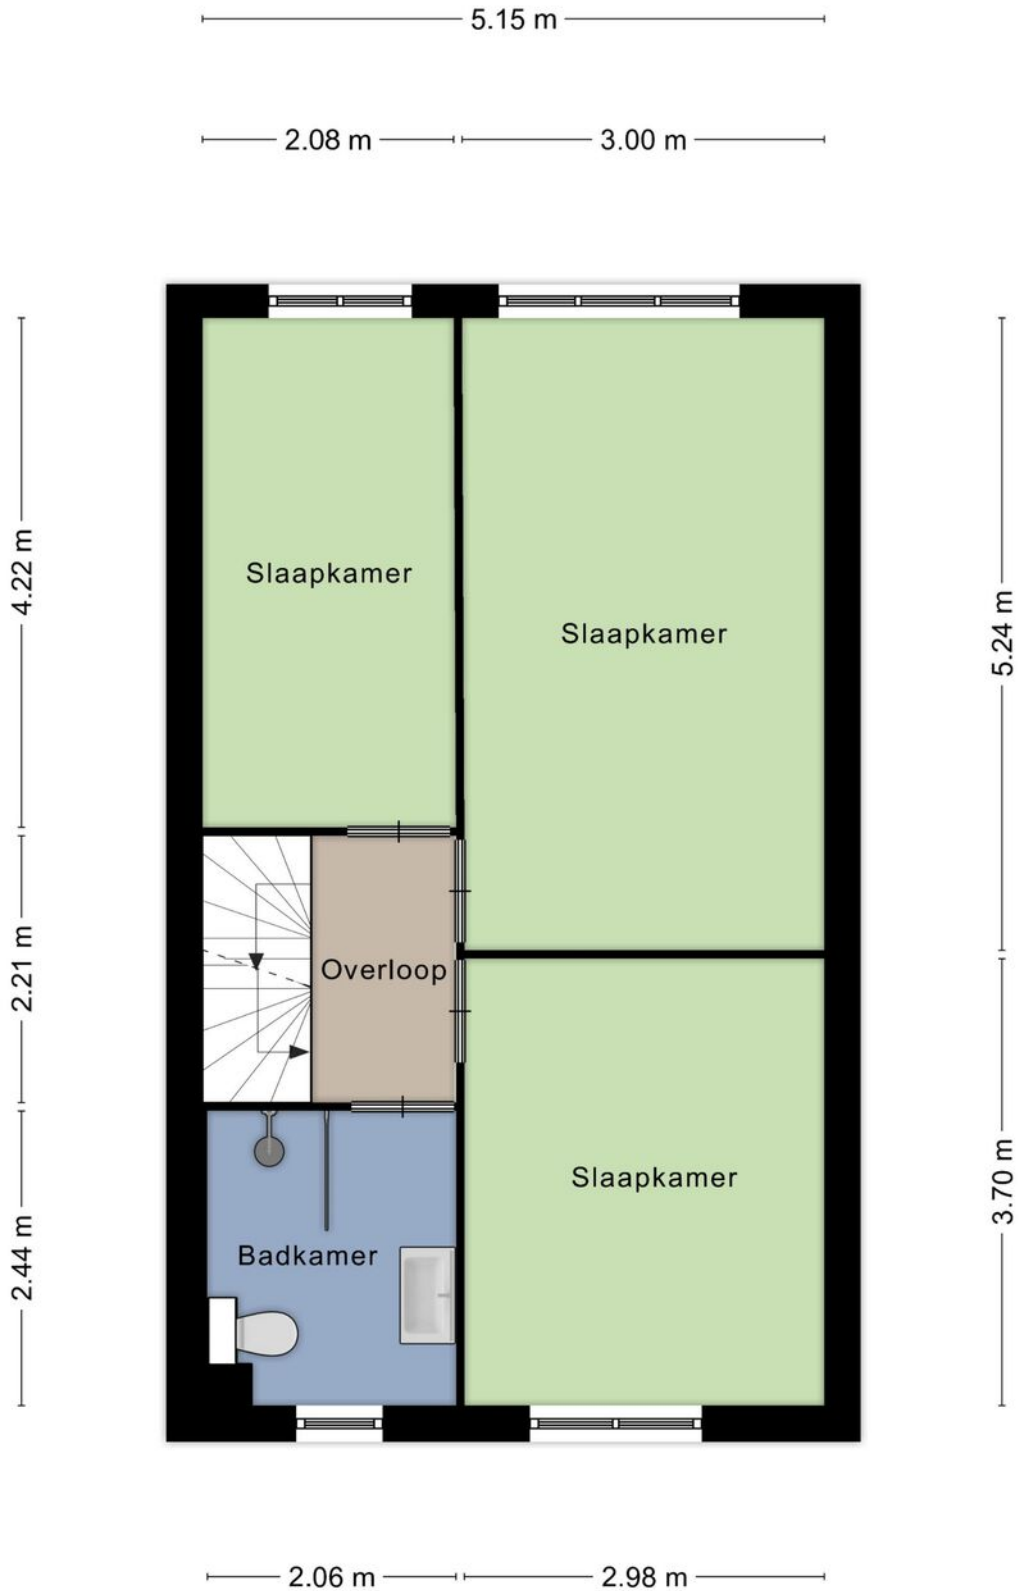 5.15 m
2.08 m
3.00 m
4.22 m
Slaapkamer
5.24 m
Slaapkamer
2.21 m
Overloop
3.70 m
Slaapkamer
2.44 m
Badkamer
2.06 m
2.98 m